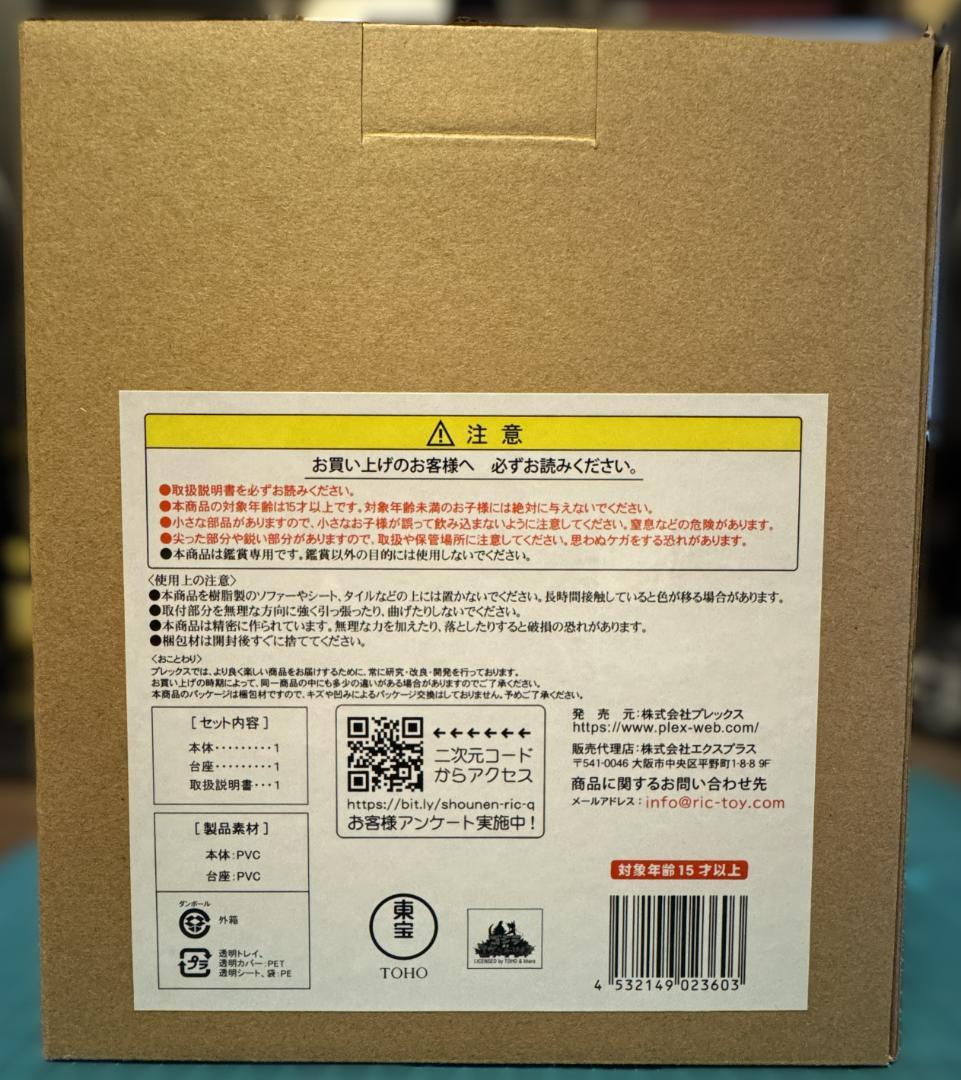 注意
お買い上げのお客様へ 必ずお読みください。
●取扱説明書を必ずお読みください。
●本商品の対象年齢は15才以上です。対象年齢未満のお子様には絶対に与えないでください。
●小さな部品がありますので、小さなお子様が誤って飲み込まないように注意してください。窒息などの危険があります。
●尖った部分や鋭い部分がありますので、取扱や保管場所に注意してください。思わぬケガをする恐れがあります。
●本商品は鑑賞専用です。鑑賞以外の目的には使用しないでください。
〈使用上の注意〉
●本商品を樹脂製のソファーやシート、タイルなどの上には置かないでください。長時間接触していると色が移る場合があります。
●取付部分を無理な方向に強く引っ張ったり、曲げたりしないでください。
●本商品は精密に作られています。無理な力を加えたり、落としたりすると破損の恐れがあります。
●梱包材は開封後すぐに捨ててください。
〈おことわり〉
プレックスでは、より良く楽しい商品をお届けするために、常に研究・改良・開発を行っております。
お買い上げの時期によって、同一商品の中にも多少の違いがある場合がありますのでご了承ください。
本商品のパッケージは梱包材ですので、キズや凹みによるパッケージ交換はしておりません。予めご了承ください。
［セット内容］
本体・・・・・・・・・1
台座・・・・・・・・・1
取扱説明書・・・1
［製品素材］
本体:PVC
台座:PVC
ダンボール
外箱
プラ
透明トレイ、
透明カバー:PET
透明シート、袋:PE
←←←←←←
二次元コード
からアクセス
https://bit.ly/shounen-ric-q
お客様アンケート実施中！
発 売 元:株式会社プレックス
https://www.plex-web.com/
販売代理店:株式会社エクスプラス
〒541-0046 大阪市中央区平野町1-8-8 9F
商品に関するお問い合わせ先
メールアドレス：info@ric-toy.com
対象年齢15才以上
東宝
TOHO
LICENSED by TOHO & khara
4 532149 023603